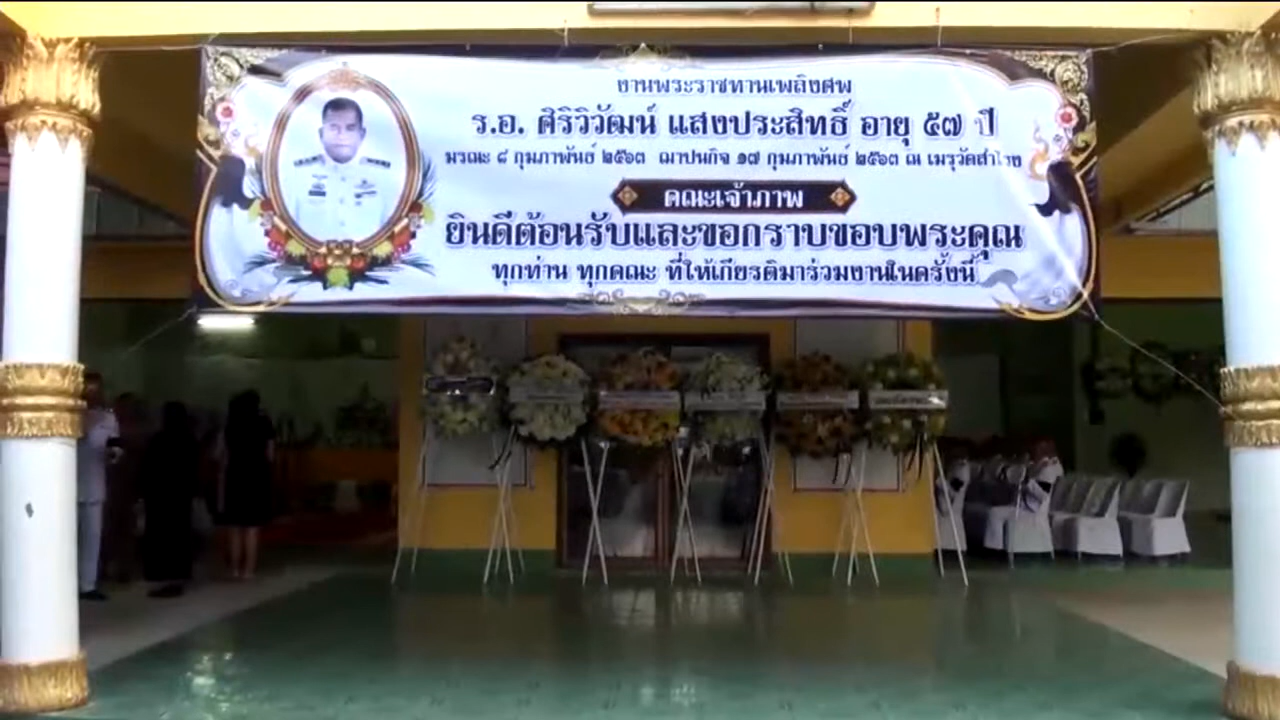 งานพระราชทานเพลิงศพ
ร.อ. ศิริวิวัฒน์ แสงประสิทธิ์ อายุ ๕๗ ปี
มรณะ ๘ กุมภาพันธ์ ๒๕๖๓ ฌาปนกิจ ๑๗ กุมภาพันธ์ ๒๕๖๓ ณ เมรุวัดสำโรง
คณะเจ้าภาพ
ยินดีต้อนรับและขอกราบขอบพระคุณ
ทุกท่าน ทุกคณะ ที่ให้เกียรติมาร่วมงานในครั้งนี้